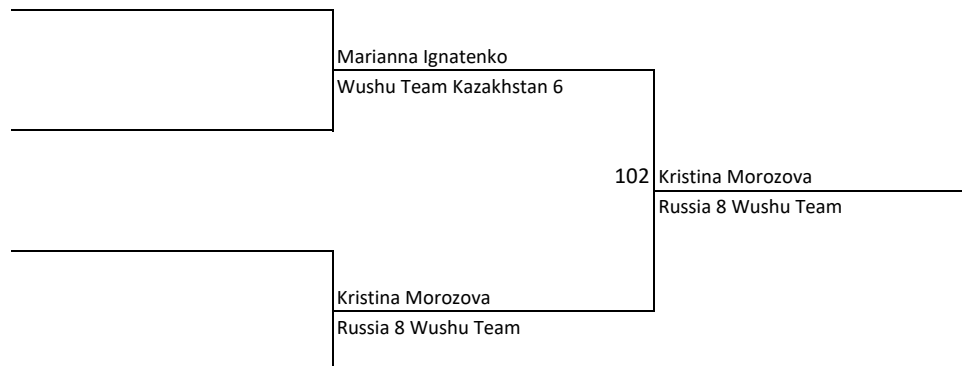 Marianna Ignatenko
Wushu Team Kazakhstan 6
102 Kristina Morozova
Russia 8 Wushu Team
Kristina Morozova
Russia 8 Wushu Team